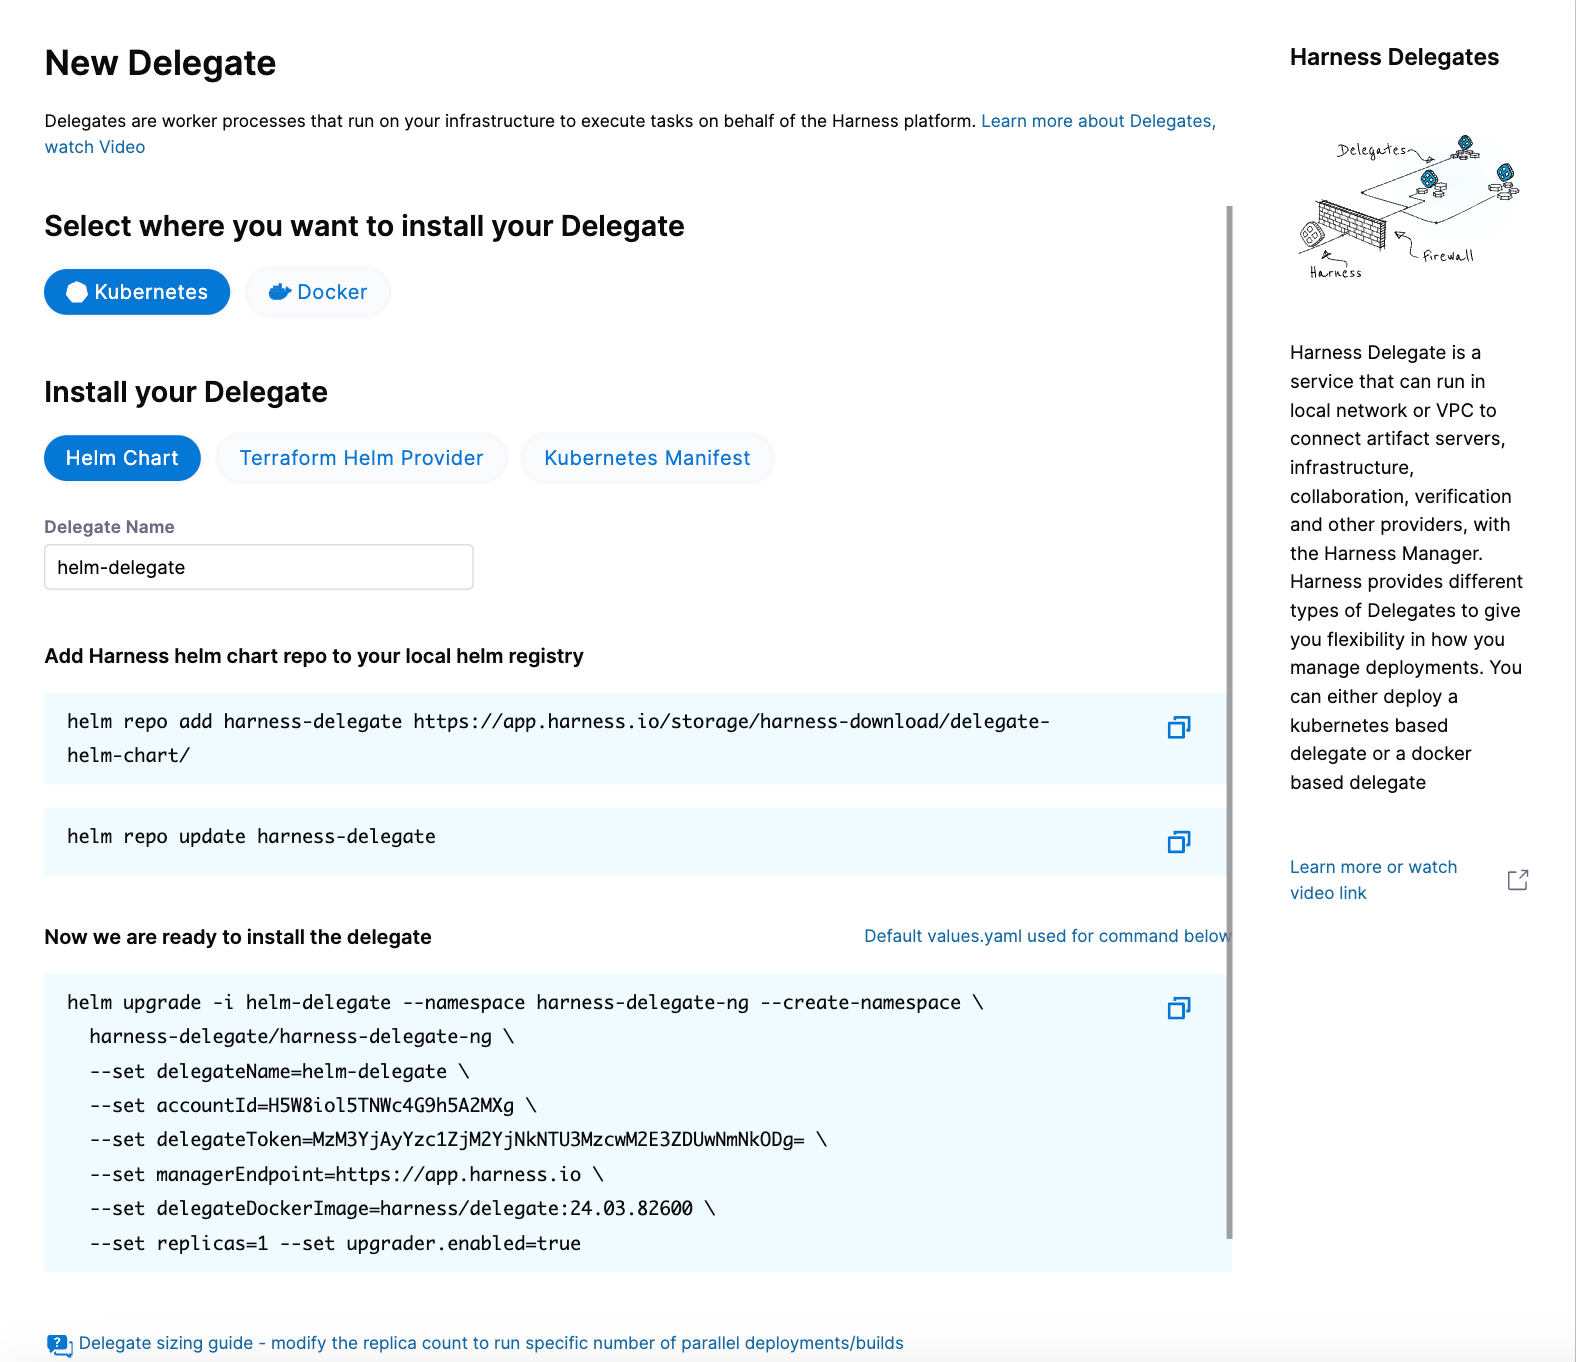 New Delegate
Delegates are worker processes that run on your infrastructure to execute tasks on behalf of the Harness platform. Learn more about Delegates,
watch Video
Select where you want to install your Delegate
Kubernetes
Docker
Install your Delegate
Helm Chart
Terraform Helm Provider
Kubernetes Manifest
Delegate Name
helm-delegate
Add Harness helm chart repo to your local helm registry
helm repo add harness-delegate https://app.harness.io/storage/harness-download/delegate-
helm-chart/
helm repo update harness-delegate
Now we are ready to install the delegate
Default values.yaml used for command below
helm upgrade -i helm-delegate --namespace harness-delegate-ng --create-namespace \
harness-delegate/harness-delegate-ng \
--set delegateName=helm-delegate \
--set accountId=H5W8iol5TNWc4G9h5A2MXg \
--set delegateToken=MzM3YjAyYzc1ZjM2YjNkNTU3MzcwM2E3ZDUwNmNkODg= \
--set managerEndpoint=https://app.harness.io \
--set delegateDockerImage=harness/delegate:24.03.82600 \
--set replicas=1 --set upgrader.enabled=true
Delegate sizing guide - modify the replica count to run specific number of parallel deployments/builds
Harness Delegates
Delegates
Firewall
Harness
Harness Delegate is a
service that can run in
local network or VPC to
connect artifact servers,
infrastructure,
collaboration, verification
and other providers, with
the Harness Manager.
Harness provides different
types of Delegates to give
you flexibility in how you
manage deployments. You
can either deploy a
kubernetes based
delegate or a docker
based delegate
Learn more or watch
video link